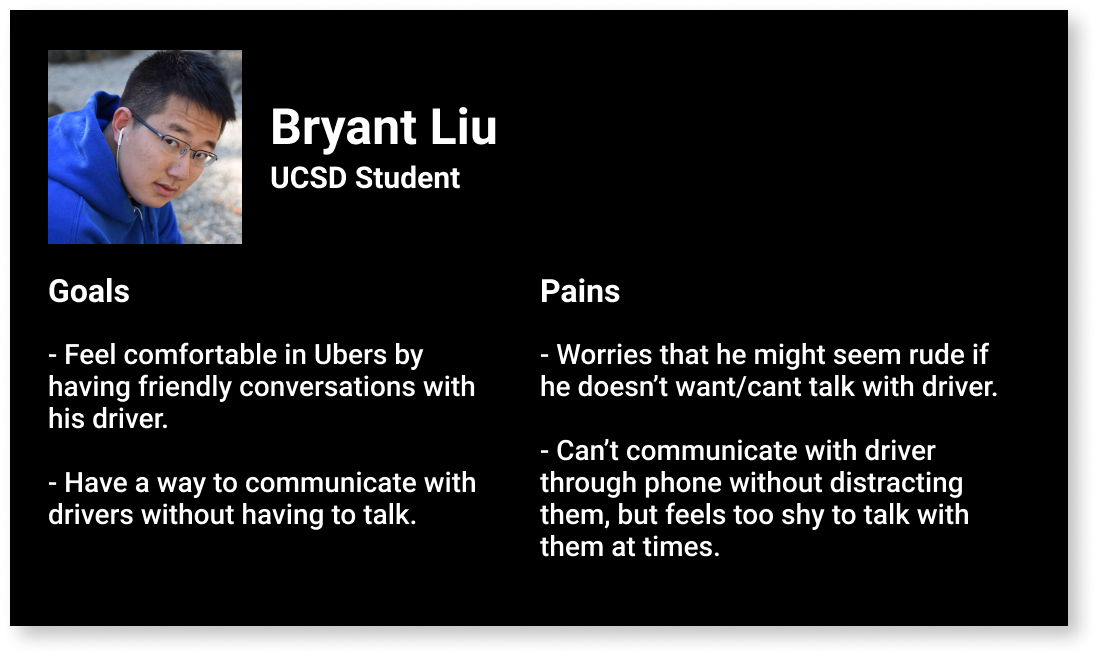 Bryant Liu
UCSD Student
Goals
- Feel comfortable in Ubers by
having friendly conversations with
his driver.
- Have a way to communicate with
drivers without having to talk.
Pains
- Worries that he might seem rude if
he doesn’t want/cant talk with driver.
- Can’t communicate with driver
through phone without distracting
them, but feels too shy to talk with
them at times.